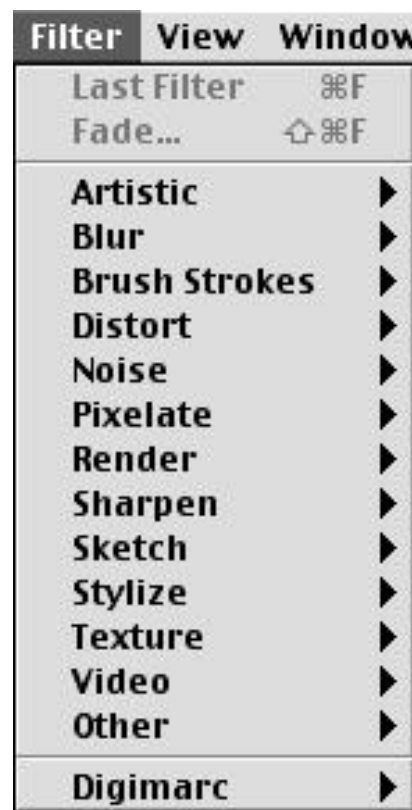 Filter View Window
Last Filter ⌘F
Fade... ⇧⌘F
Artistic
Blur
Brush Strokes
Distort
Noise
Pixelate
Render
Sharpen
Sketch
Stylize
Texture
Video
Other
Digimarc